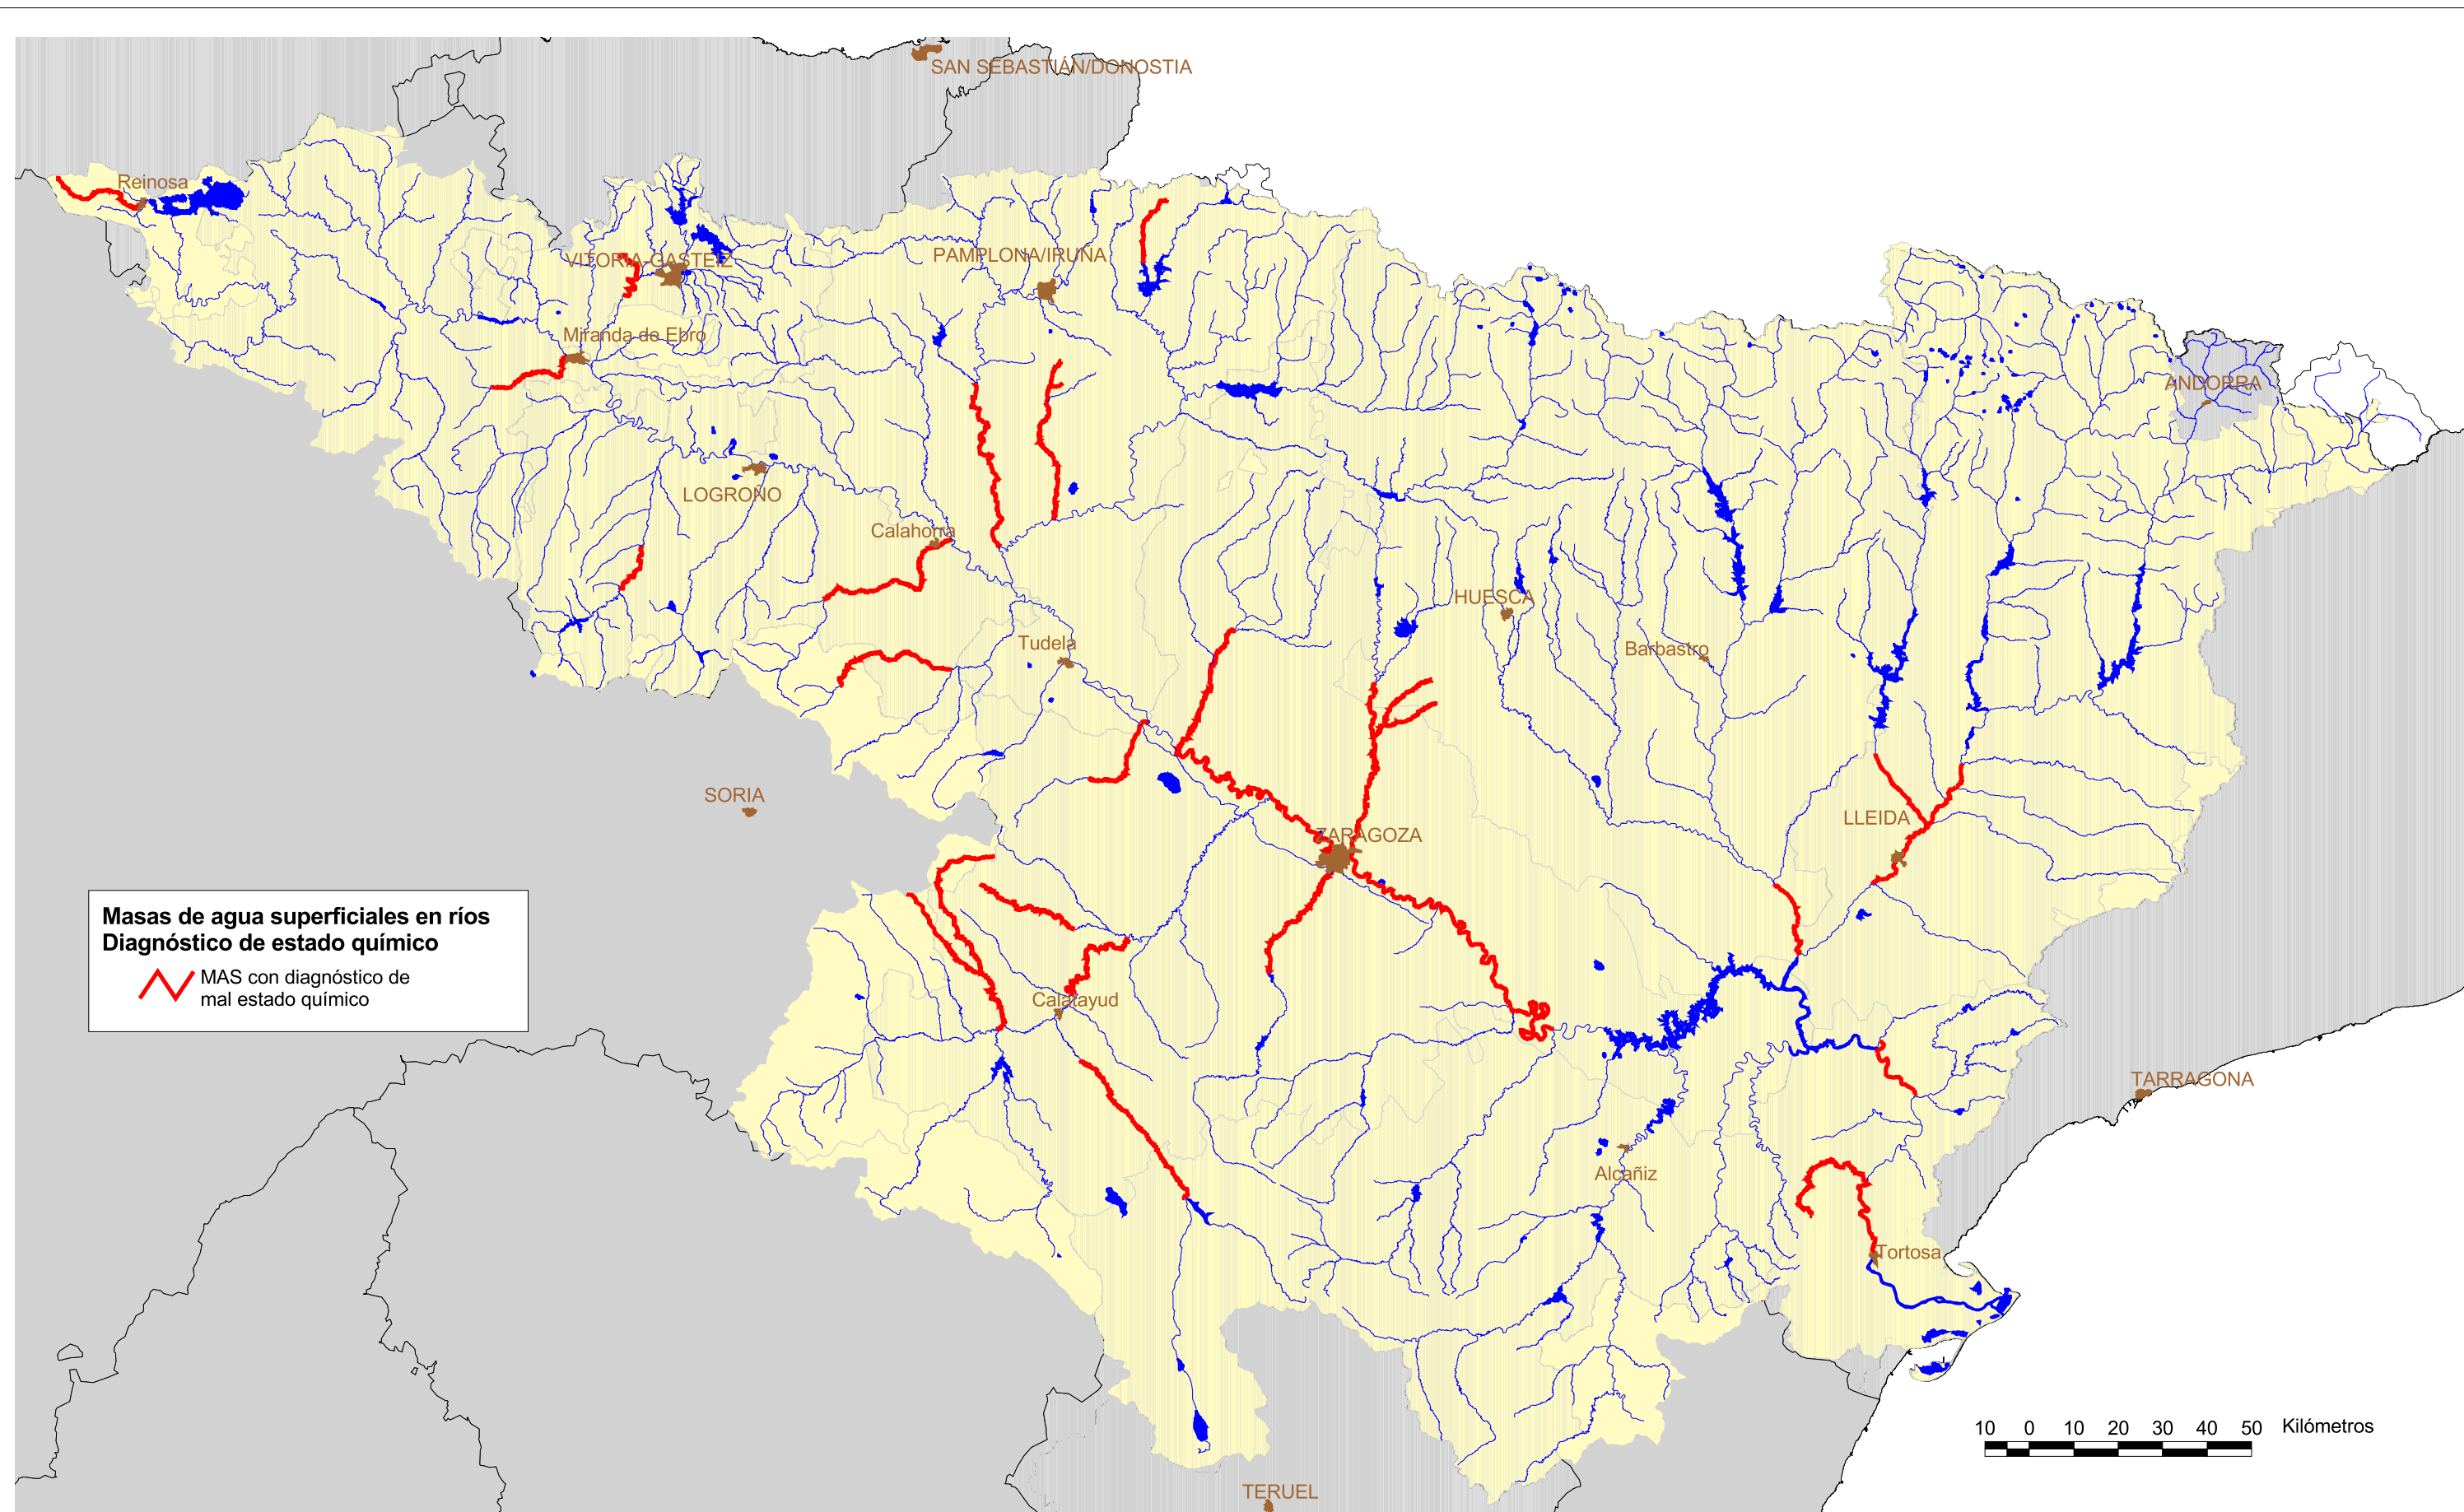 SAN SEBASTIÁN/DONOSTIA
Reinosa
VITORIA-GASTEIZ
PAMPLONA/IRUÑA
Miranda de Ebro
ANDORRA
LOGROÑO
Calahorra
HUESCA
Tudela
Barbastro
SORIA
LLEIDA
ZARAGOZA
Masas de agua superficiales en ríos
Diagnóstico de estado químico
MAS con diagnóstico de
mal estado químico
Calatayud
TARRAGONA
Alcañiz
Tortosa
10 0 10 20 30 40 50 Kilómetros
TERUEL